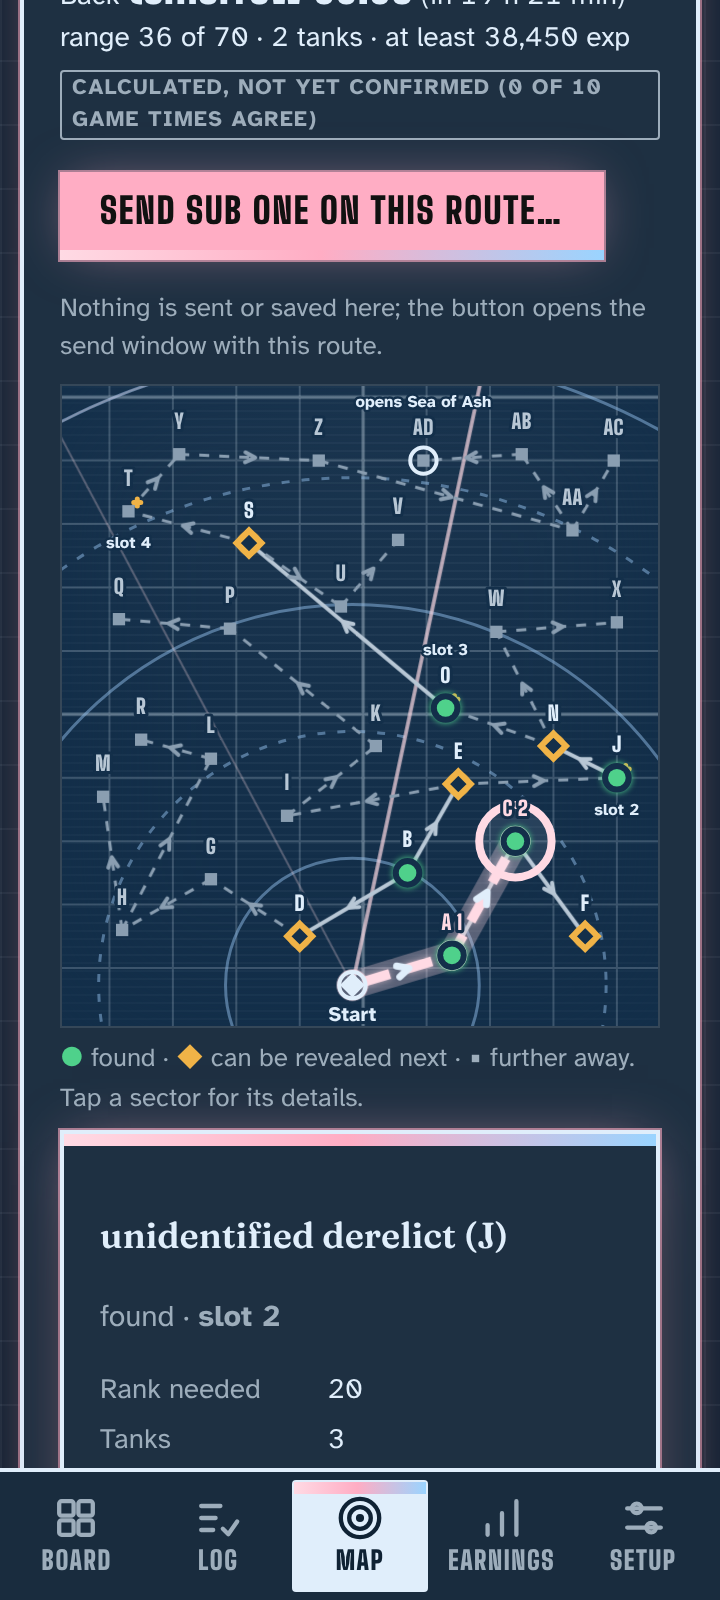 range 36 of 70 · 2 tanks · at least 38,450 exp
CALCULATED, NOT YET CONFIRMED (0 OF 10
GAME TIMES AGREE)
SEND SUB ONE ON THIS ROUTE...
Nothing is sent or saved here; the button opens the
send window with this route.
opens Sea of Ash
Y
Z
AD
AB
AC
T
S
V
AA
slot 4
Q
P
U
W
X
slot 3
O
R
L
K
N
J
M
E
I
C 2
slot 2
G
B
H
D
A 1
F
Start
found · can be revealed next · further away.
Tap a sector for its details.
unidentified derelict (J)
found · slot 2
Rank needed 20
Tanks 3
BOARD LOG MAP EARNINGS SETUP